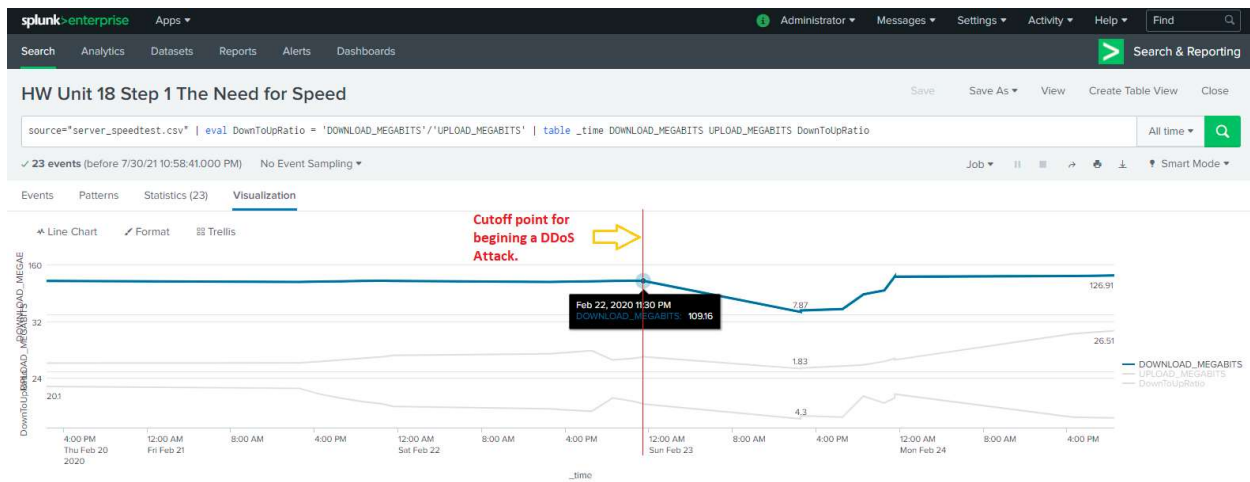 splunk>enterprise Apps ▾ i Administrator ▾ Messages ▾ Settings ▾ Activity ▾ Help ▾ Find
Search Analytics Datasets Reports Alerts Dashboards > Search & Reporting
HW Unit 18 Step 1 The Need for Speed Save Save As ▾ View Create Table View Close
source="server_speedtest.csv" | eval DownToUpRatio = 'DOWNLOAD_MEGABITS'/'UPLOAD_MEGABITS' | table _time DOWNLOAD_MEGABITS UPLOAD_MEGABITS DownToUpRatio All time ▾
✓ 23 events (before 7/30/21 10:58:41.000 PM) No Event Sampling ▾ Job ▾ Smart Mode ▾
Events Patterns Statistics (23) Visualization
Line Chart Format Trellis
Cutoff point for
begining a DDoS
Attack.
160
126.91
Feb 22, 2020 11:30 PM
DOWNLOAD_MEGABITS: 109.16
7.87
32
26.51
1.83
24
20.1
4.3
DOWNLOAD_MEGABITS
UPLOAD_MEGABITS
DownToUpRatio
4:00 PM 12:00 AM 8:00 AM 4:00 PM 12:00 AM 8:00 AM 4:00 PM 12:00 AM 8:00 AM 4:00 PM 12:00 AM 8:00 AM 4:00 PM
Thu Feb 20 Fri Feb 21 Sat Feb 22 Sun Feb 23 Mon Feb 24
2020
_time